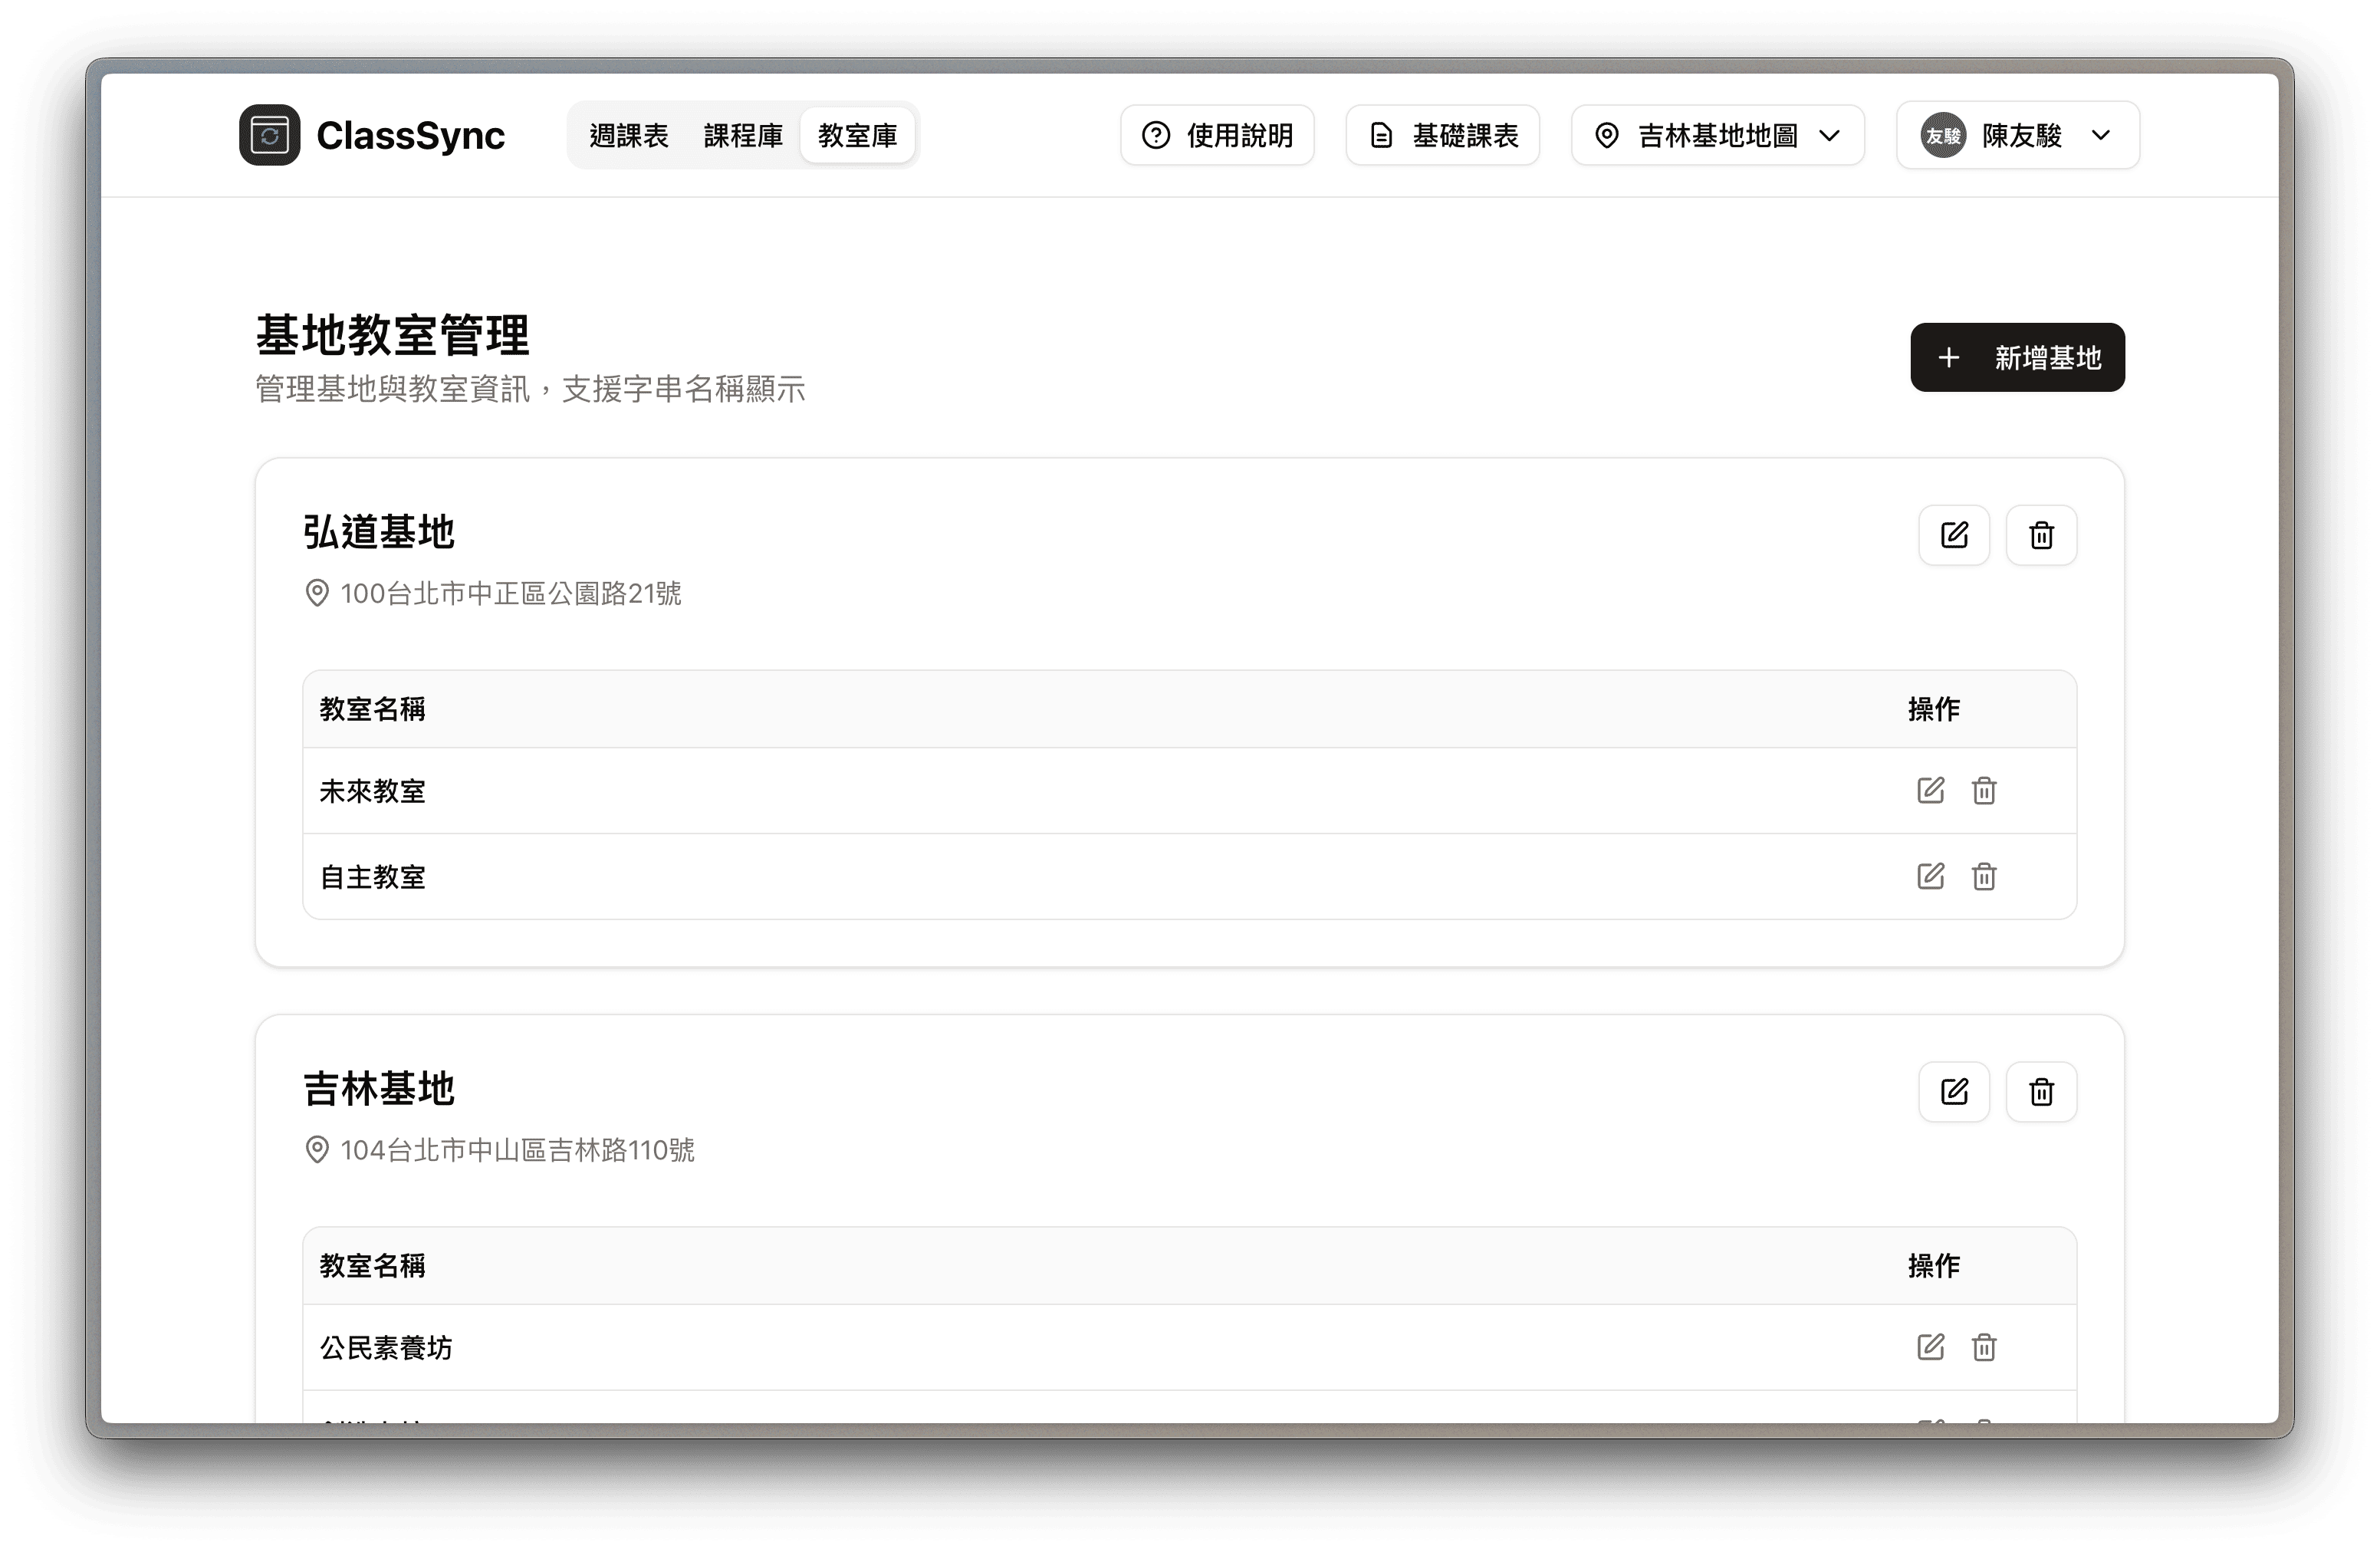 ClassSync 週課表 課程庫 教室庫 使用說明 基礎課表 吉林基地地圖 友駿 陳友駿
基地教室管理
管理基地與教室資訊，支援字串名稱顯示
新增基地
弘道基地
100台北市中正區公園路21號
教室名稱 操作
未來教室
自主教室
吉林基地
104台北市中山區吉林路110號
教室名稱 操作
公民素養坊